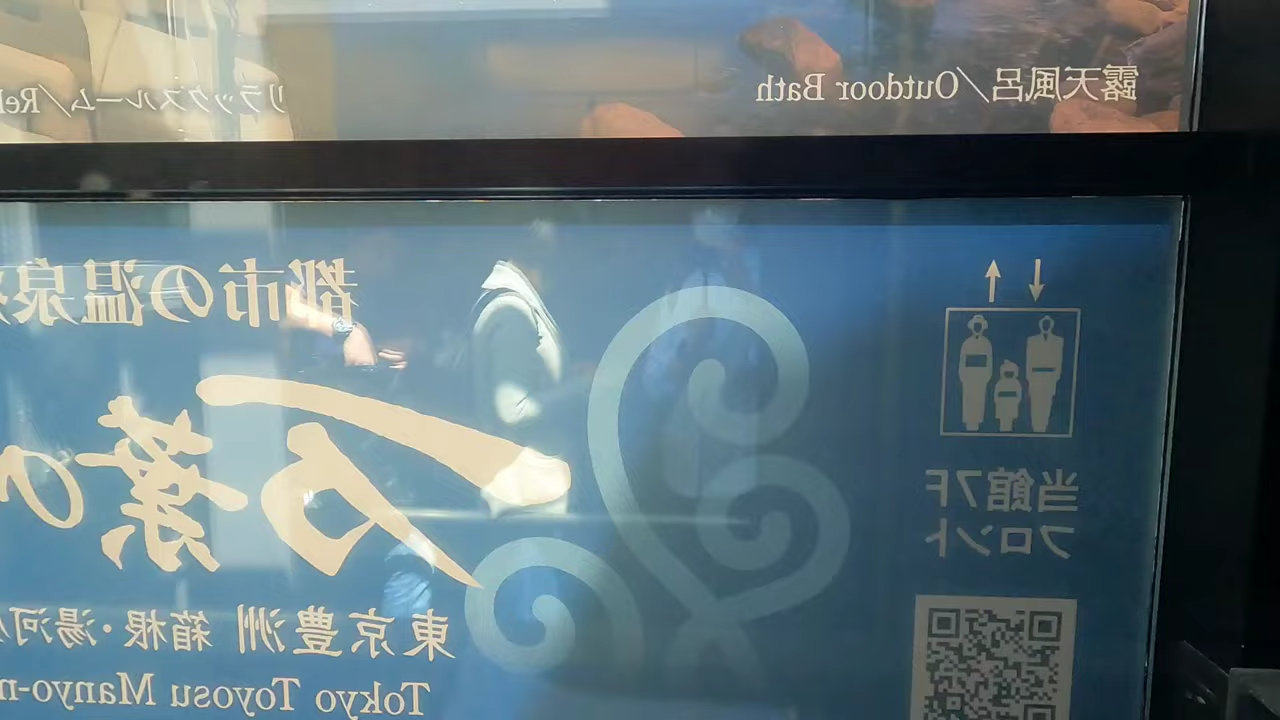 露天風呂/Outdoor Bath
リラックスルーム/Rel
都市の温泉
万葉の
東京豊洲 箱根・湯河
Tokyo Toyosu Manyo-n
当館7F
フロント